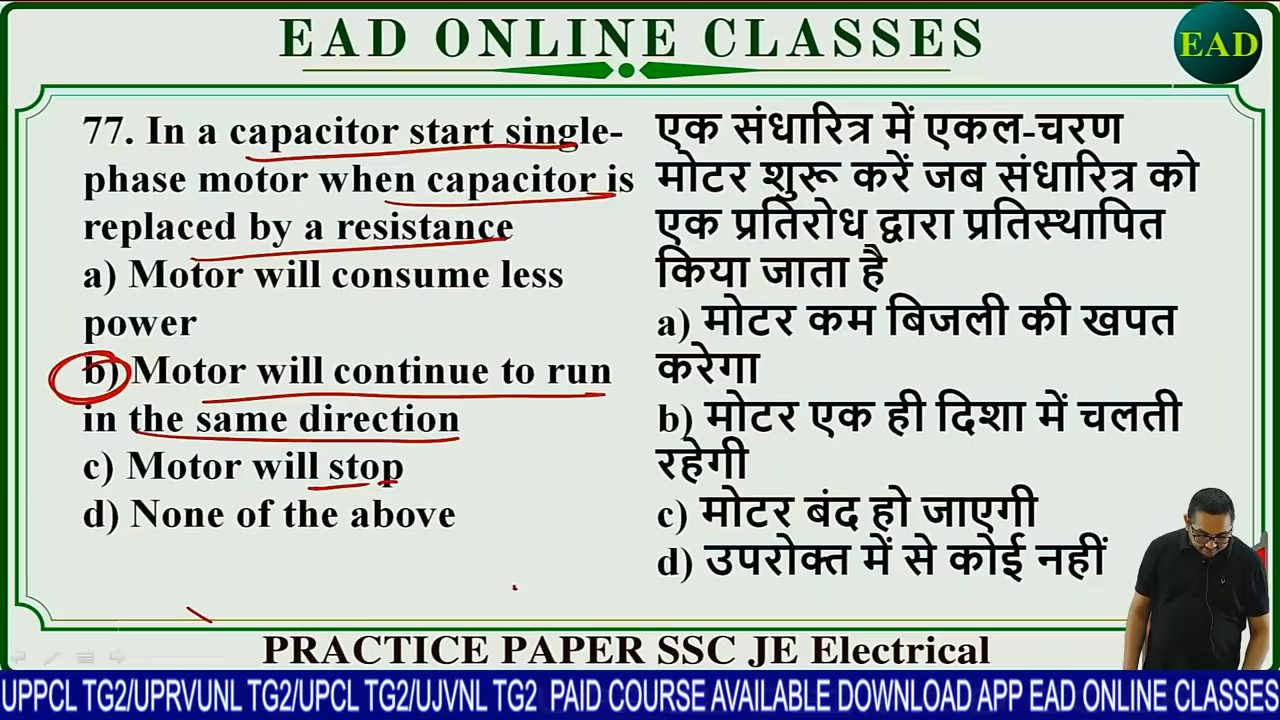 EAD ONLINE CLASSES
EAD
77. In a capacitor start single-
phase motor when capacitor is
replaced by a resistance
a) Motor will consume less
power
b) Motor will continue to run
in the same direction
c) Motor will stop
d) None of the above
एक संधारित्र में एकल-चरण
मोटर शुरू करें जब संधारित्र को
एक प्रतिरोध द्वारा प्रतिस्थापित
किया जाता है
a) मोटर कम बिजली की खपत
करेगा
b) मोटर एक ही दिशा में चलती
रहेगी
c) मोटर बंद हो जाएगी
d) उपरोक्त में से कोई नहीं
PRACTICE PAPER SSC JE Electrical
UPPCL TG2/UPRVUNL TG2/UPCL TG2/UJVNL TG2 PAID COURSE AVAILABLE DOWNLOAD APP EAD ONLINE CLASSES